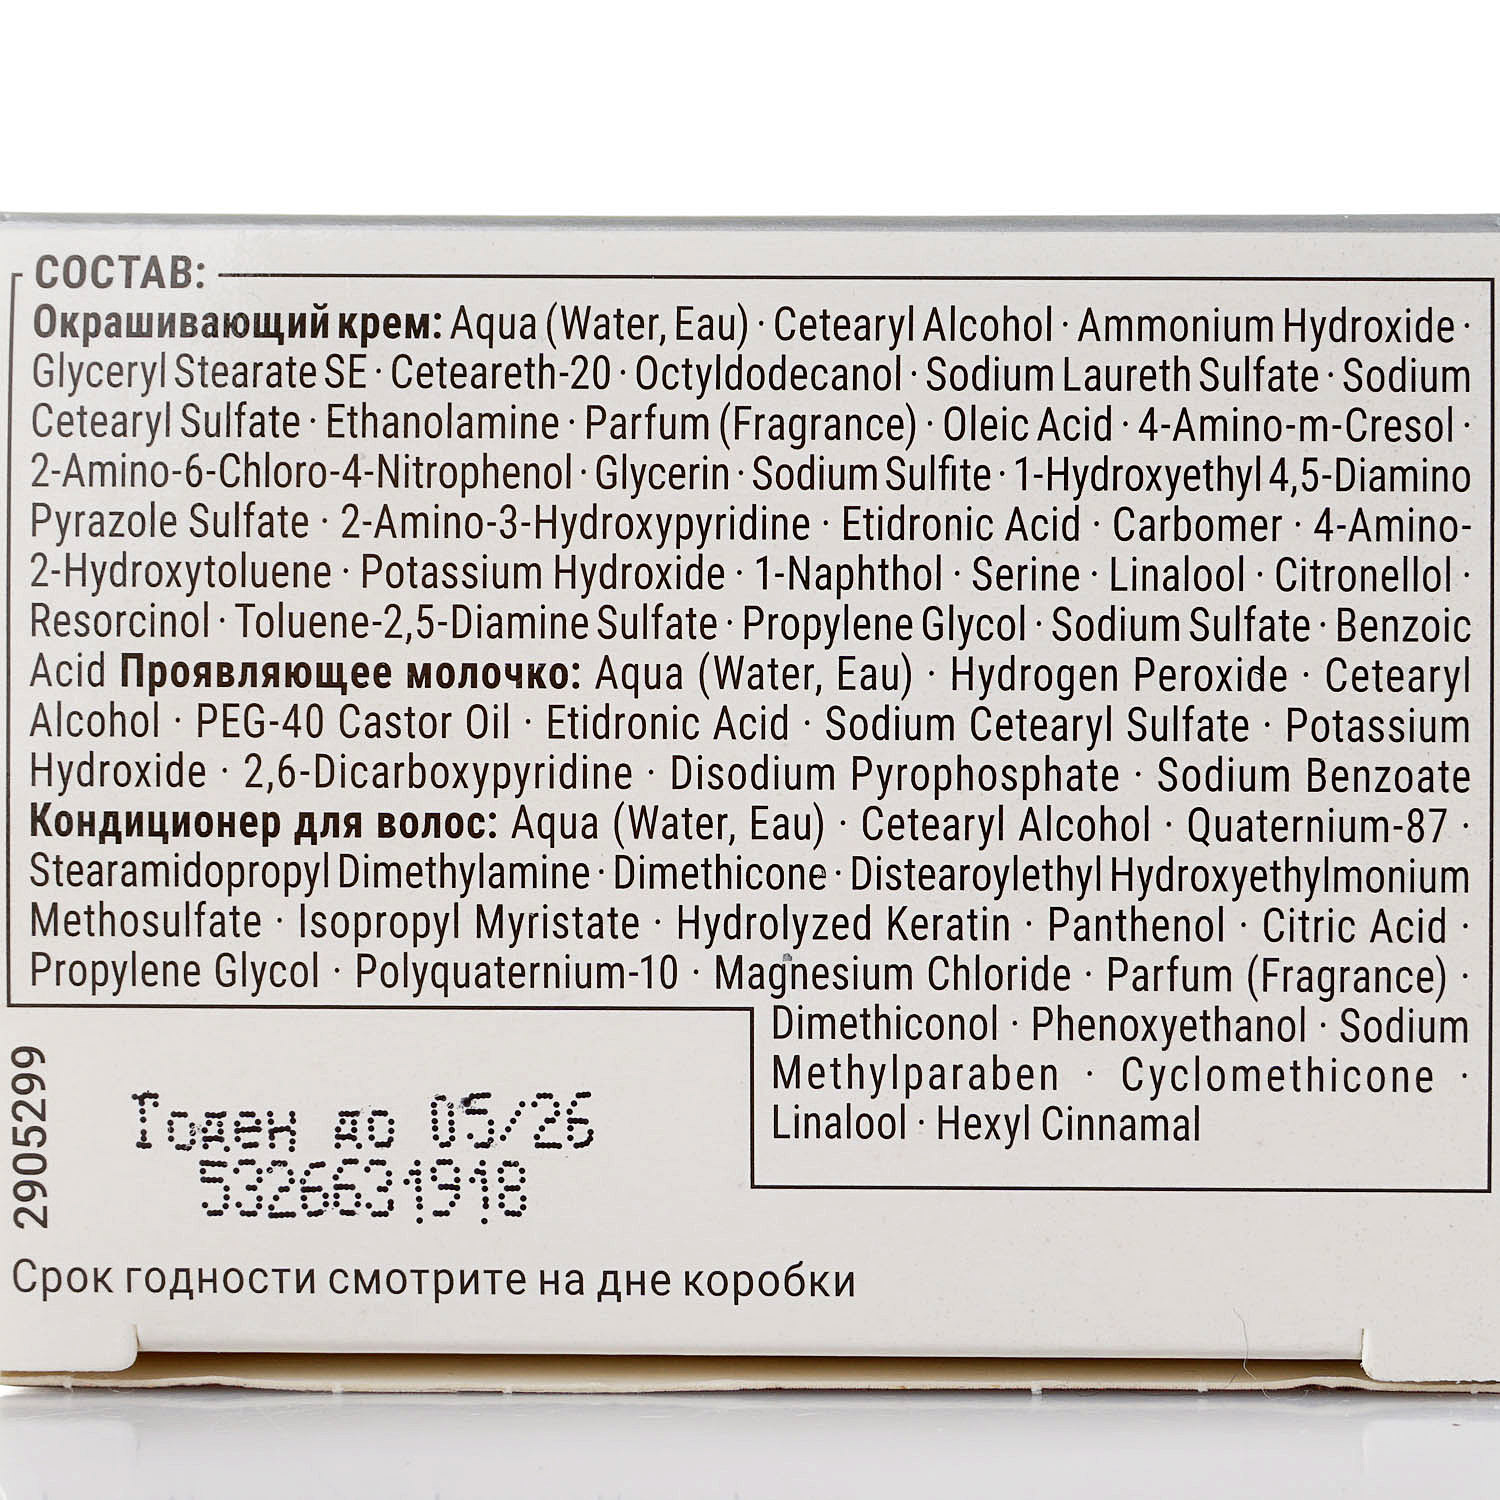 СОСТАВ:
Окрашивающий крем: Aqua (Water, Eau) · Cetearyl Alcohol · Ammonium Hydroxide ·
Glyceryl Stearate SE · Ceteareth-20 · Octyldodecanol · Sodium Laureth Sulfate · Sodium
Cetearyl Sulfate · Ethanolamine · Parfum (Fragrance) · Oleic Acid · 4-Amino-m-Cresol ·
2-Amino-6-Chloro-4-Nitrophenol · Glycerin · Sodium Sulfite · 1-Hydroxyethyl 4,5-Diamino
Pyrazole Sulfate · 2-Amino-3-Hydroxypyridine · Etidronic Acid · Carbomer · 4-Amino-
2-Hydroxytoluene · Potassium Hydroxide · 1-Naphthol · Serine · Linalool · Citronellol ·
Resorcinol · Toluene-2,5-Diamine Sulfate · Propylene Glycol · Sodium Sulfate · Benzoic
Acid Проявляющее молочко: Aqua (Water, Eau) · Hydrogen Peroxide · Cetearyl
Alcohol · PEG-40 Castor Oil · Etidronic Acid · Sodium Cetearyl Sulfate · Potassium
Hydroxide · 2,6-Dicarboxypyridine · Disodium Pyrophosphate · Sodium Benzoate
Кондиционер для волос: Aqua (Water, Eau) · Cetearyl Alcohol · Quaternium-87 ·
Stearamidopropyl Dimethylamine · Dimethicone · Distearoylethyl Hydroxyethylmonium
Methosulfate · Isopropyl Myristate · Hydrolyzed Keratin · Panthenol · Citric Acid ·
Propylene Glycol · Polyquaternium-10 · Magnesium Chloride · Parfum (Fragrance) ·
Dimethiconol · Phenoxyethanol · Sodium
Methylparaben · Cyclomethicone ·
Linalool · Hexyl Cinnamal
2905299
Годен до 05/26
5326631918
Срок годности смотрите на дне коробки